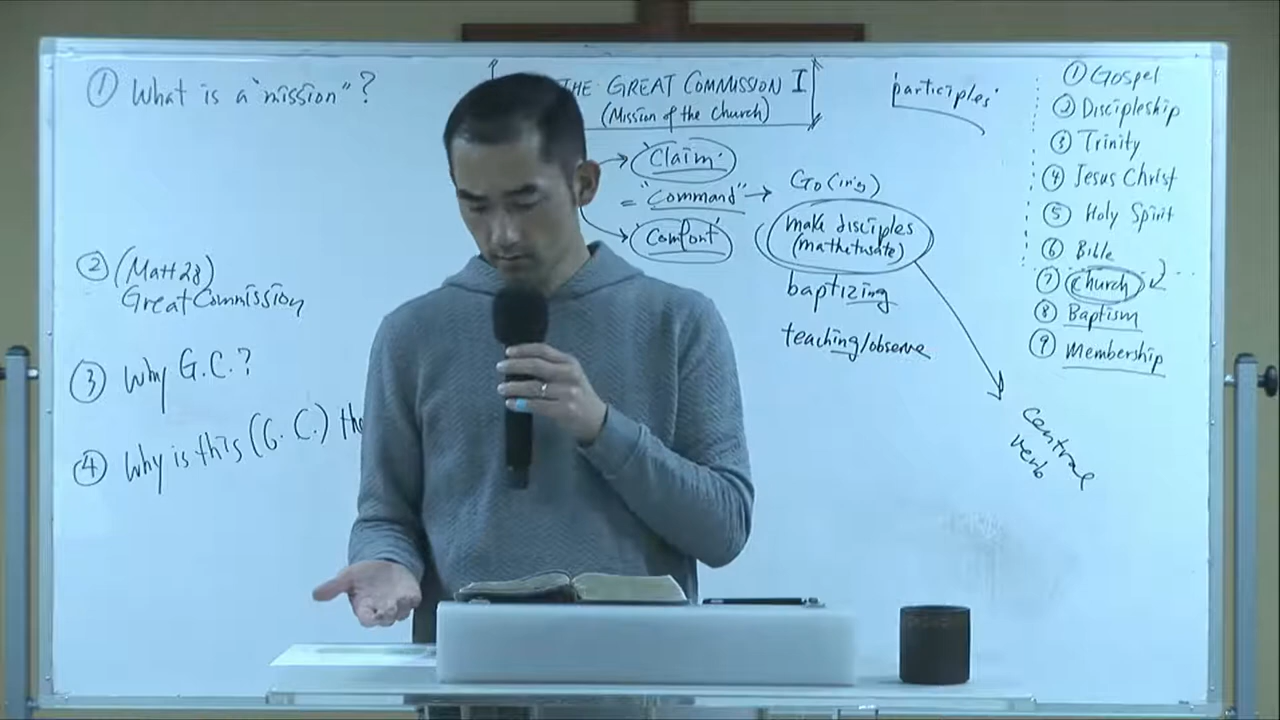 ① What is a "mission"?
② (Matt 28)
Great Commission
③ Why G.C.?
④ Why is this (G.C.) the
THE GREAT COMMISSION I
(Mission of the Church)
'Claim'
= "Command" → Go(ing)
'Comfort'
make disciples
baptizing
teaching/observe
central
verb
'participles'
① Gospel
② Discipleship
③ Trinity
④ Jesus Christ
⑤ Holy Spirit
⑥ Bible
⑦ Church
⑧ Baptism
⑨ Membership